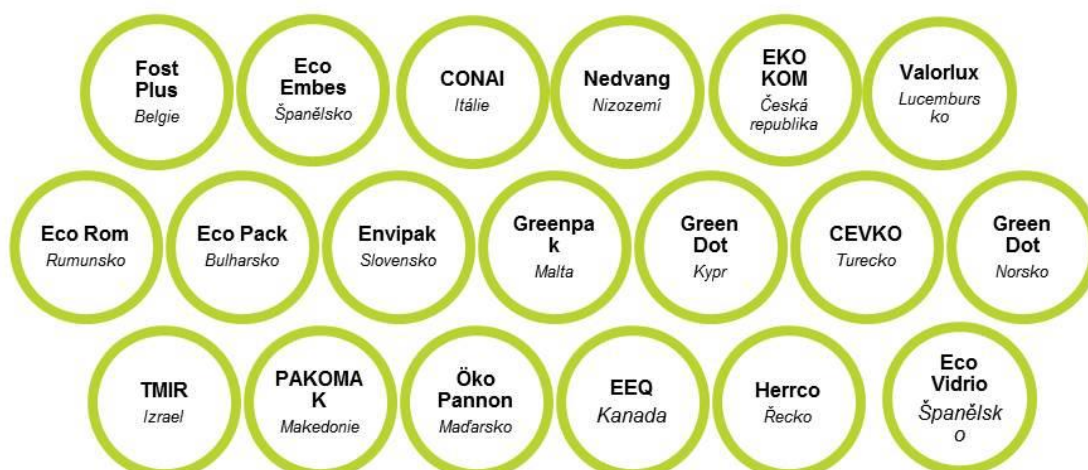 Fost
Plus
Belgie
Eco
Embes
Španělsko
CONAI
Itálie
Nedvang
Nizozemí
EKO
KOM
Česká
republika
Valorlux
Lucemburs
ko
Eco Rom
Rumunsko
Eco Pack
Bulharsko
Envipak
Slovensko
Greenpa
k
Malta
Green
Dot
Kypr
CEVKO
Turecko
Green
Dot
Norsko
TMIR
Izrael
PAKOMA
K
Makedonie
Öko
Pannon
Maďarsko
EEQ
Kanada
Herrco
Řecko
Eco
Vidrio
Španělsk
o